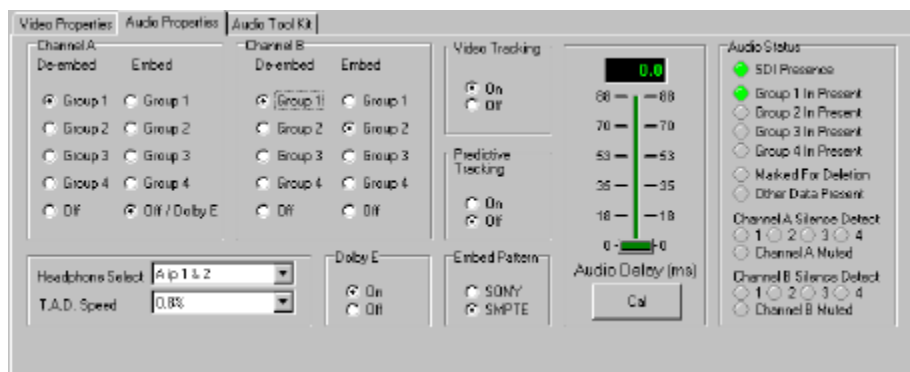 Video Properties Audio Properties Audio Tool Kit
Channel A
De-embed Embed
Group 1 Group 1
Group 2 Group 2
Group 3 Group 3
Group 4 Group 4
Off Off / Dolby E
Channel B
De-embed Embed
Group 1 Group 1
Group 2 Group 2
Group 3 Group 3
Group 4 Group 4
Off Off
Headphone Select A ip 1 & 2
T.A.D. Speed 0.8%
Dolby E
On
Off
Video Tracking
On
Off
Predictive
Tracking
On
Off
Embed Pattern
SONY
SMPTE
0.0
88 88
70 70
53 53
35 35
18 18
0 0
Audio Delay (ms)
Cal
Audio Status
SDI Presence
Group 1 In Present
Group 2 In Present
Group 3 In Present
Group 4 In Present
Marked For Deletion
Other Data Present
Channel A Silence Detect
1 2 3 4
Channel A Muted
Channel B Silence Detect
1 2 3 4
Channel B Muted